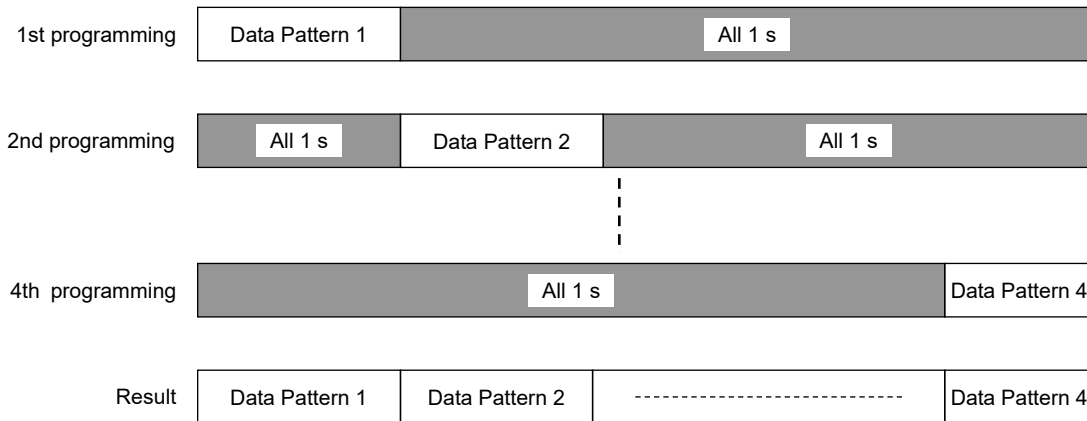 1st programming Data Pattern 1 All 1 s
2nd programming All 1 s Data Pattern 2 All 1 s
4th programming All 1 s Data Pattern 4
Result Data Pattern 1 Data Pattern 2 Data Pattern 4